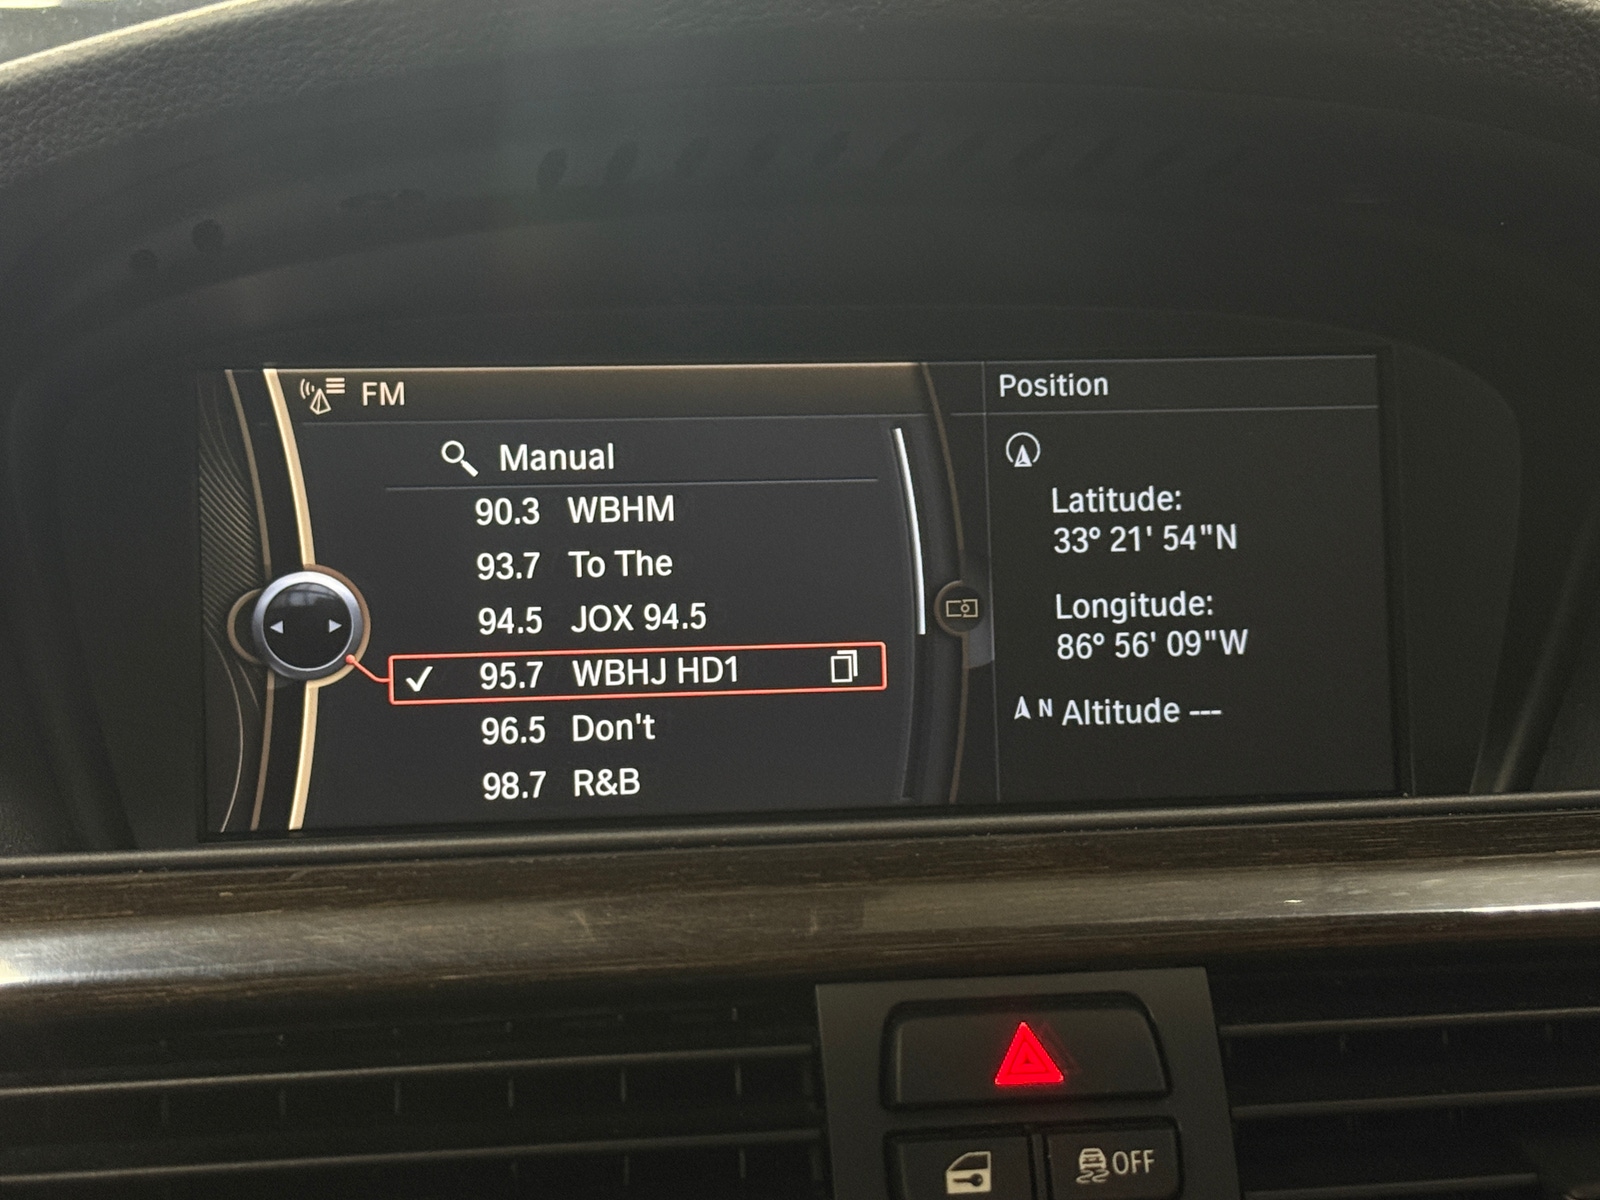 FM
Manual
90.3 WBHM
93.7 To The
94.5 JOX 94.5
95.7 WBHJ HD1
96.5 Don't
98.7 R&B
Position
Latitude:
33° 21' 54"N
Longitude:
86° 56' 09"W
N Altitude ---
OFF